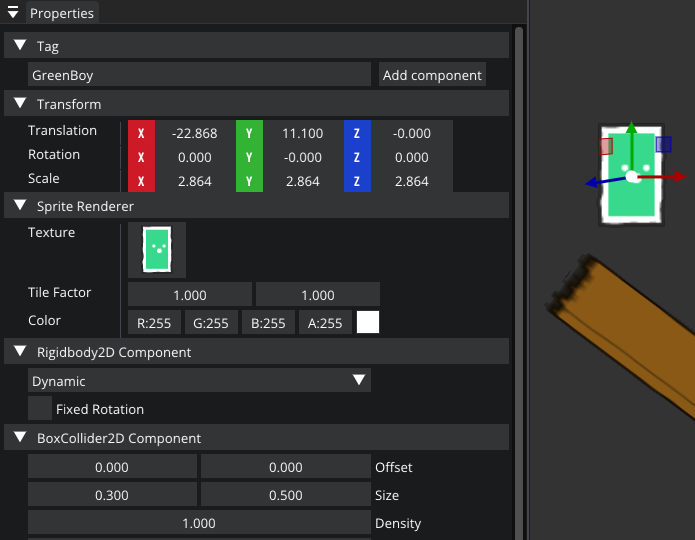 Properties
Tag
GreenBoy Add component
Transform
Translation X -22.868 Y 11.100 Z -0.000
Rotation X 0.000 Y -0.000 Z 0.000
Scale X 2.864 Y 2.864 Z 2.864
Sprite Renderer
Texture
Tile Factor 1.000 1.000
Color R:255 G:255 B:255 A:255
Rigidbody2D Component
Dynamic
Fixed Rotation
BoxCollider2D Component
0.000 0.000 Offset
0.300 0.500 Size
1.000 Density